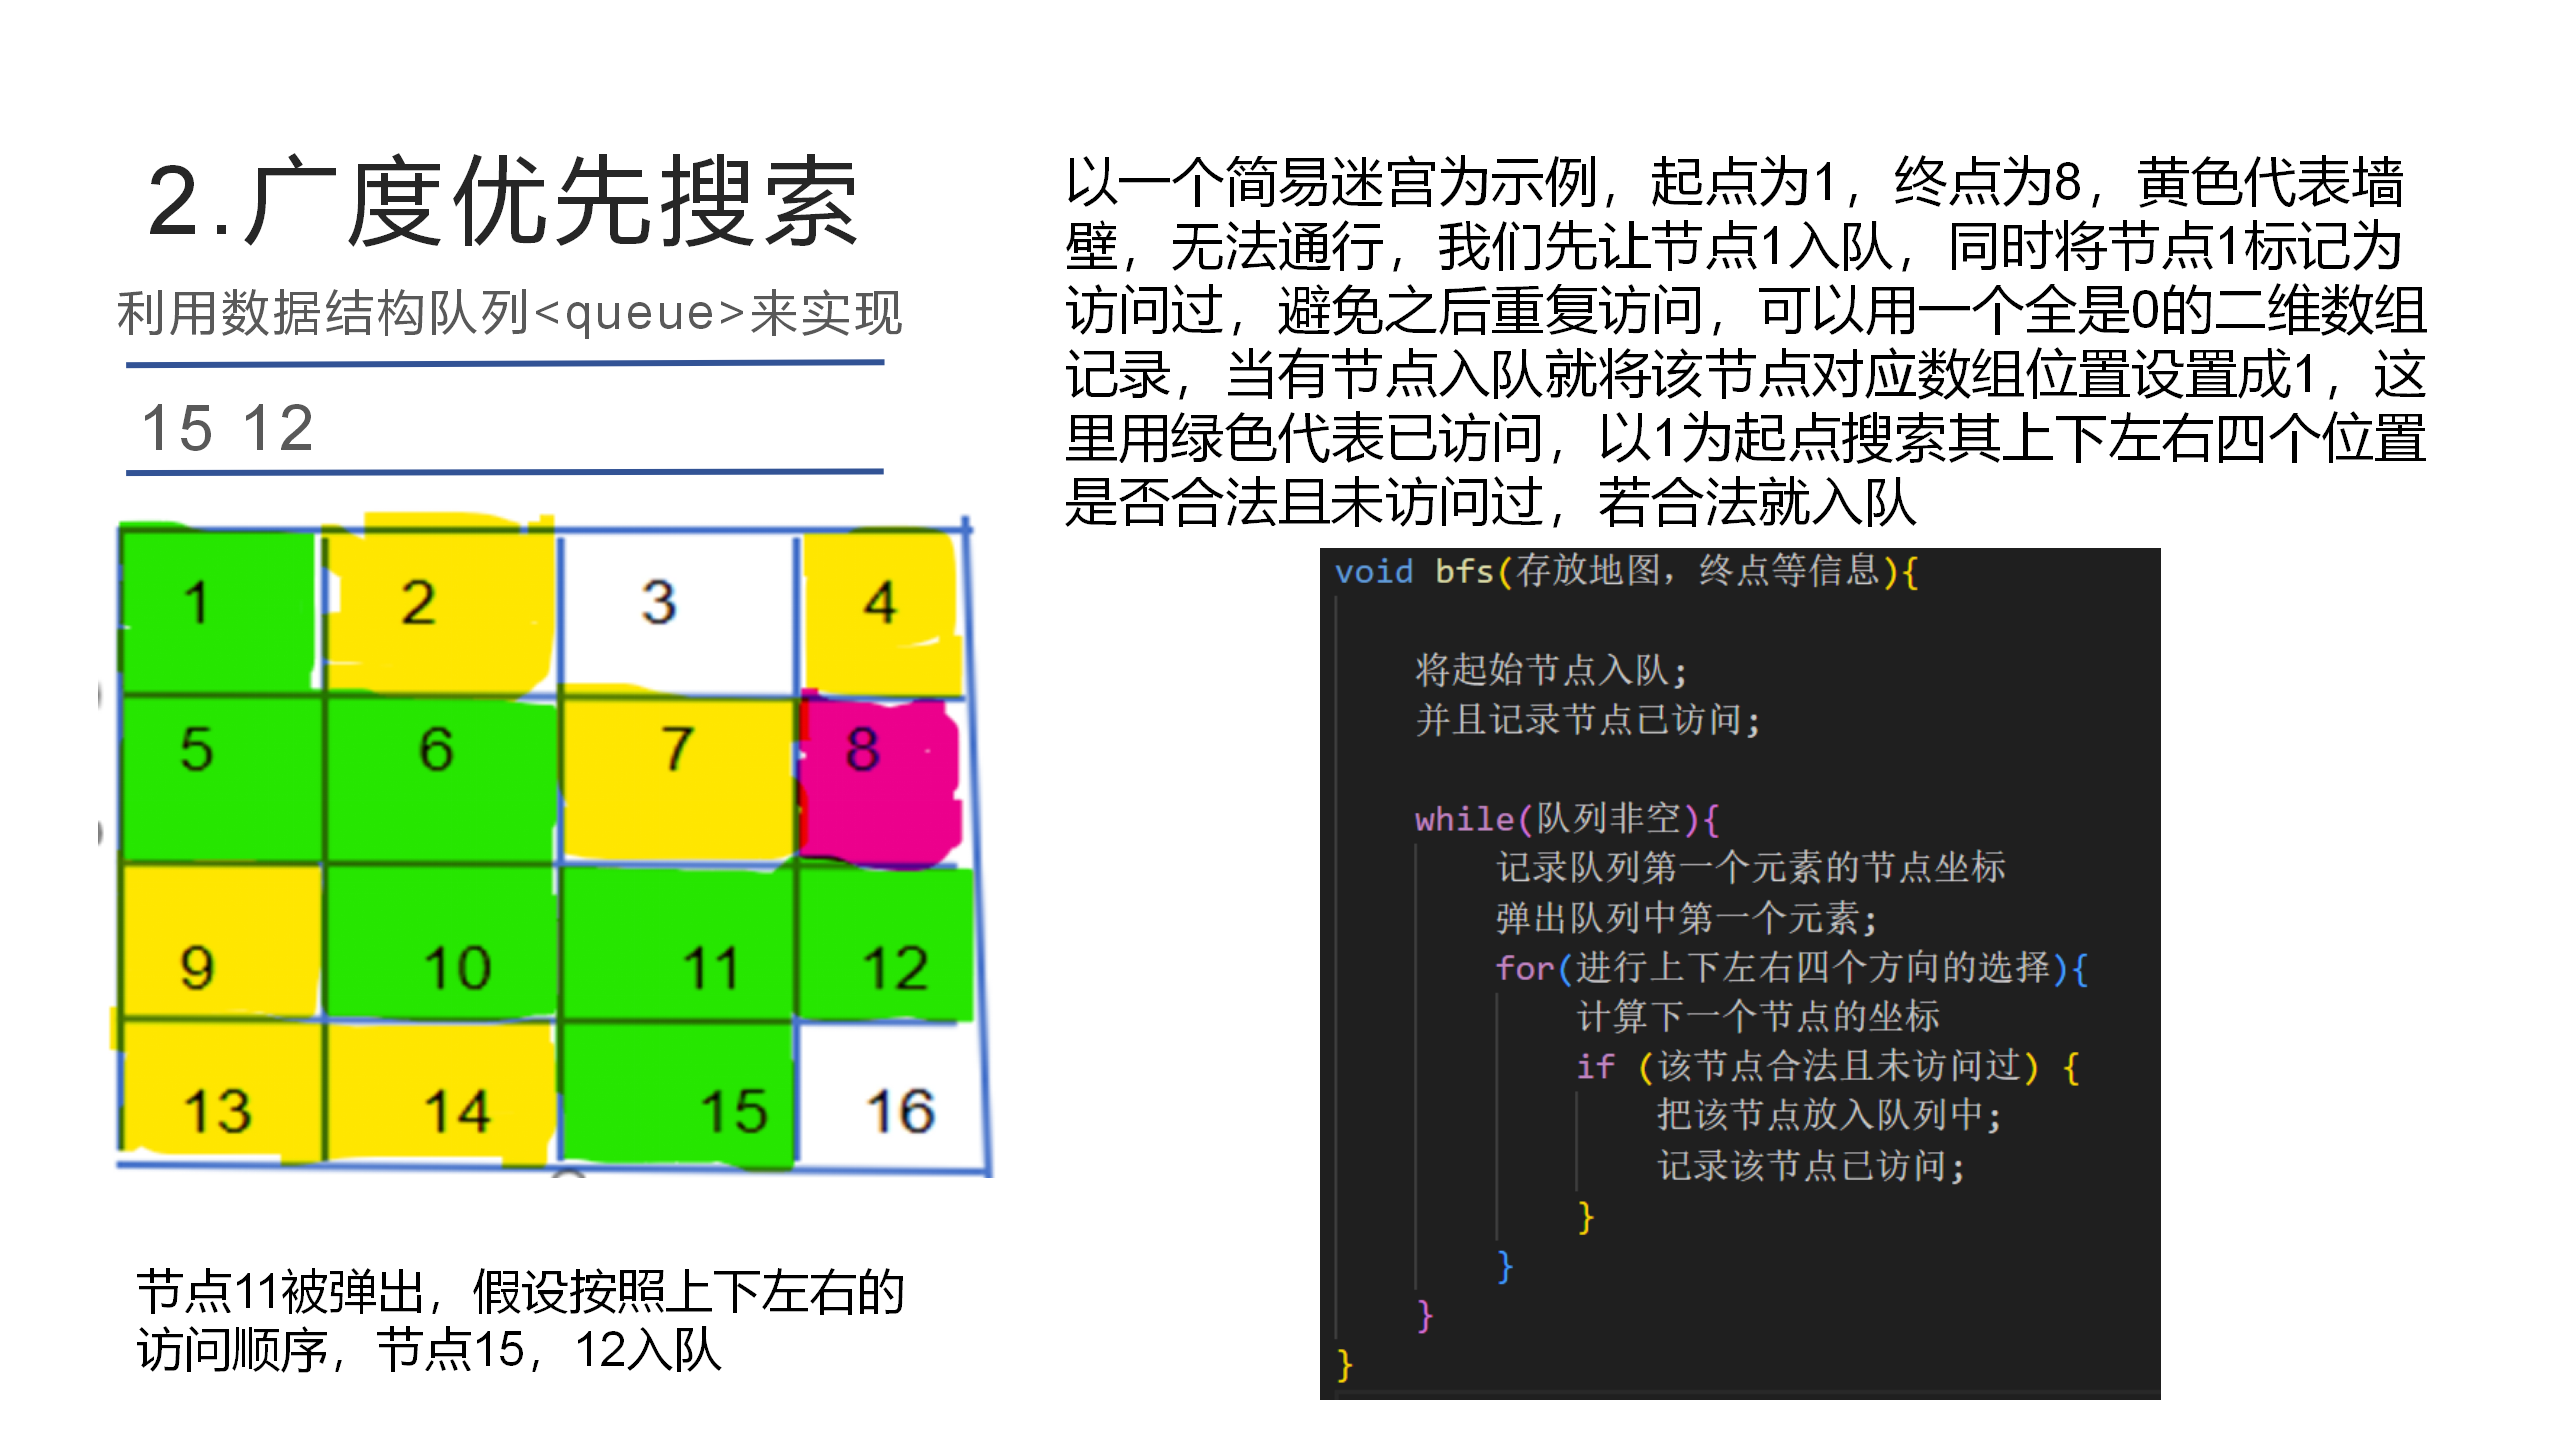 2.广度优先搜索
利用数据结构队列<queue>来实现
15 12
1 2 3 4
5 6 7 8
9 10 11 12
13 14 15 16
节点11被弹出，假设按照上下左右的
访问顺序，节点15，12入队
以一个简易迷宫为示例，起点为1，终点为8，黄色代表墙
壁，无法通行，我们先让节点1入队，同时将节点1标记为
访问过，避免之后重复访问，可以用一个全是0的二维数组
记录，当有节点入队就将该节点对应数组位置设置成1，这
里用绿色代表已访问，以1为起点搜索其上下左右四个位置
是否合法且未访问过，若合法就入队
void bfs(存放地图，终点等信息){
将起始节点入队;
并且记录节点已访问;
while(队列非空){
记录队列第一个元素的节点坐标
弹出队列中第一个元素;
for(进行上下左右四个方向的选择){
计算下一个节点的坐标
if (该节点合法且未访问过) {
把该节点放入队列中;
记录该节点已访问;
}
}
}
}